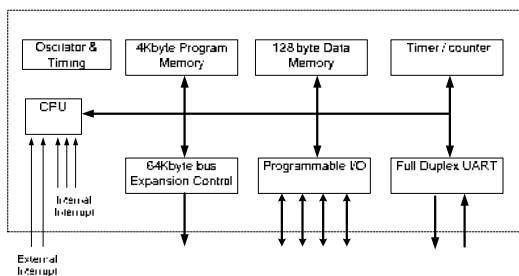 Oscilator &
Timing
4Kbyte Program
Memory
128 byte Data
Memory
Timer / counter
CPU
64Kbyte bus
Expansion Control
Programmable I/O
Full Duplex UART
Internal
Interrupt
External
Interrupt